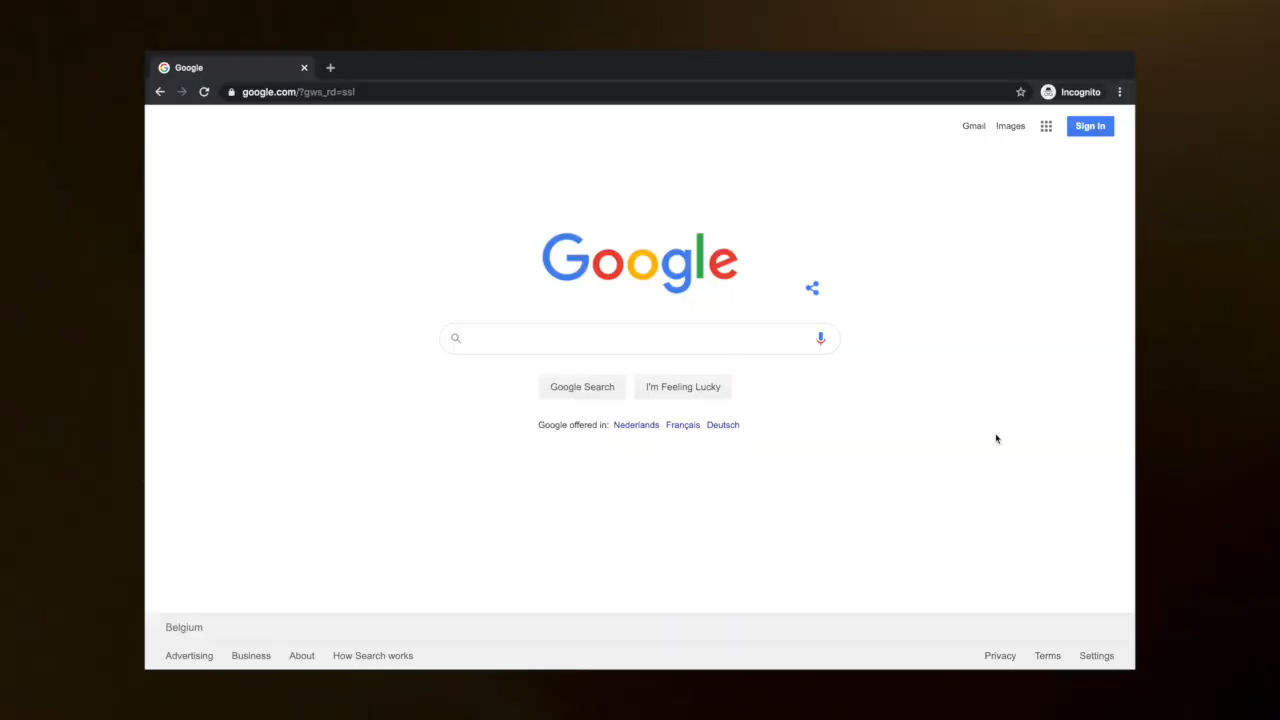 Google
google.com/?gws_rd=ssl
Incognito
Gmail Images Sign in
Google
Google Search I'm Feeling Lucky
Google offered in: Nederlands Français Deutsch
Belgium
Advertising Business About How Search works Privacy Terms Settings